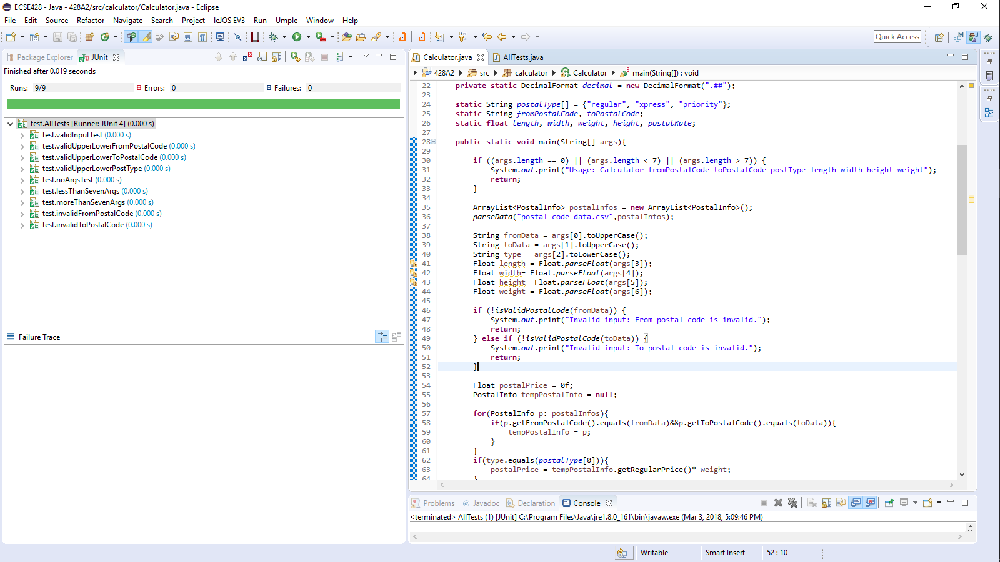 ECSE428 - Java - 428A2/src/calculator/Calculator.java - Eclipse
File Edit Source Refactor Navigate Search Project leJOS EV3 Run Umple Window Help
Quick Access
Package Explorer JUnit
Finished after 0.019 seconds
Runs: 9/9 Errors: 0 Failures: 0
test.AllTests [Runner: JUnit 4] (0.000 s)
test.validInputTest (0.000 s)
test.validUpperLowerFromPostalCode (0.000 s)
test.validUpperLowerToPostalCode (0.000 s)
test.validUpperLowerPostType (0.000 s)
test.noArgsTest (0.000 s)
test.lessThanSevenArgs (0.000 s)
test.moreThanSevenArgs (0.000 s)
test.invalidFromPostalCode (0.000 s)
test.invalidToPostalCode (0.000 s)
Failure Trace
Calculator.java AllTests.java
428A2 src calculator Calculator main(String[]) : void
22 private static DecimalFormat decimal = new DecimalFormat(".##");
23
24 static String postalType[] = {"regular", "xpress", "priority"};
25 static String fromPostalCode, toPostalCode;
26 static float length, width, weight, height, postalRate;
27
28 public static void main(String[] args){
29
30 if ((args.length == 0) || (args.length < 7) || (args.length > 7)) {
31 System.out.print("Usage: Calculator fromPostalCode toPostalCode postType length width height weight");
32 return;
33 }
34
35 ArrayList<PostalInfo> postalInfos = new ArrayList<PostalInfo>();
36 parseData("postal-code-data.csv",postalInfos);
37
38 String fromData = args[0].toUpperCase();
39 String toData = args[1].toUpperCase();
40 String type = args[2].toLowerCase();
41 Float length = Float.parseFloat(args[3]);
42 Float width= Float.parseFloat(args[4]);
43 Float height= Float.parseFloat(args[5]);
44 Float weight = Float.parseFloat(args[6]);
45
46 if (!isValidPostalCode(fromData)) {
47 System.out.print("Invalid input: From postal code is invalid.");
48 return;
49 } else if (!isValidPostalCode(toData)) {
50 System.out.print("Invalid input: To postal code is invalid.");
51 return;
52 }
53
54 Float postalPrice = 0f;
55 PostalInfo tempPostalInfo = null;
56
57 for(PostalInfo p: postalInfos){
58 if(p.getFromPostalCode().equals(fromData)&&p.getToPostalCode().equals(toData)){
59 tempPostalInfo = p;
60 }
61 }
62 if(type.equals(postalType[0])){
63 postalPrice = tempPostalInfo.getRegularPrice()* weight;
64 }
Problems Javadoc Declaration Console
<terminated> AllTests (1) [JUnit] C:\Program Files\Java\jre1.8.0_161\bin\javaw.exe (Mar 3, 2018, 5:09:46 PM)
Writable Smart Insert 52 : 10